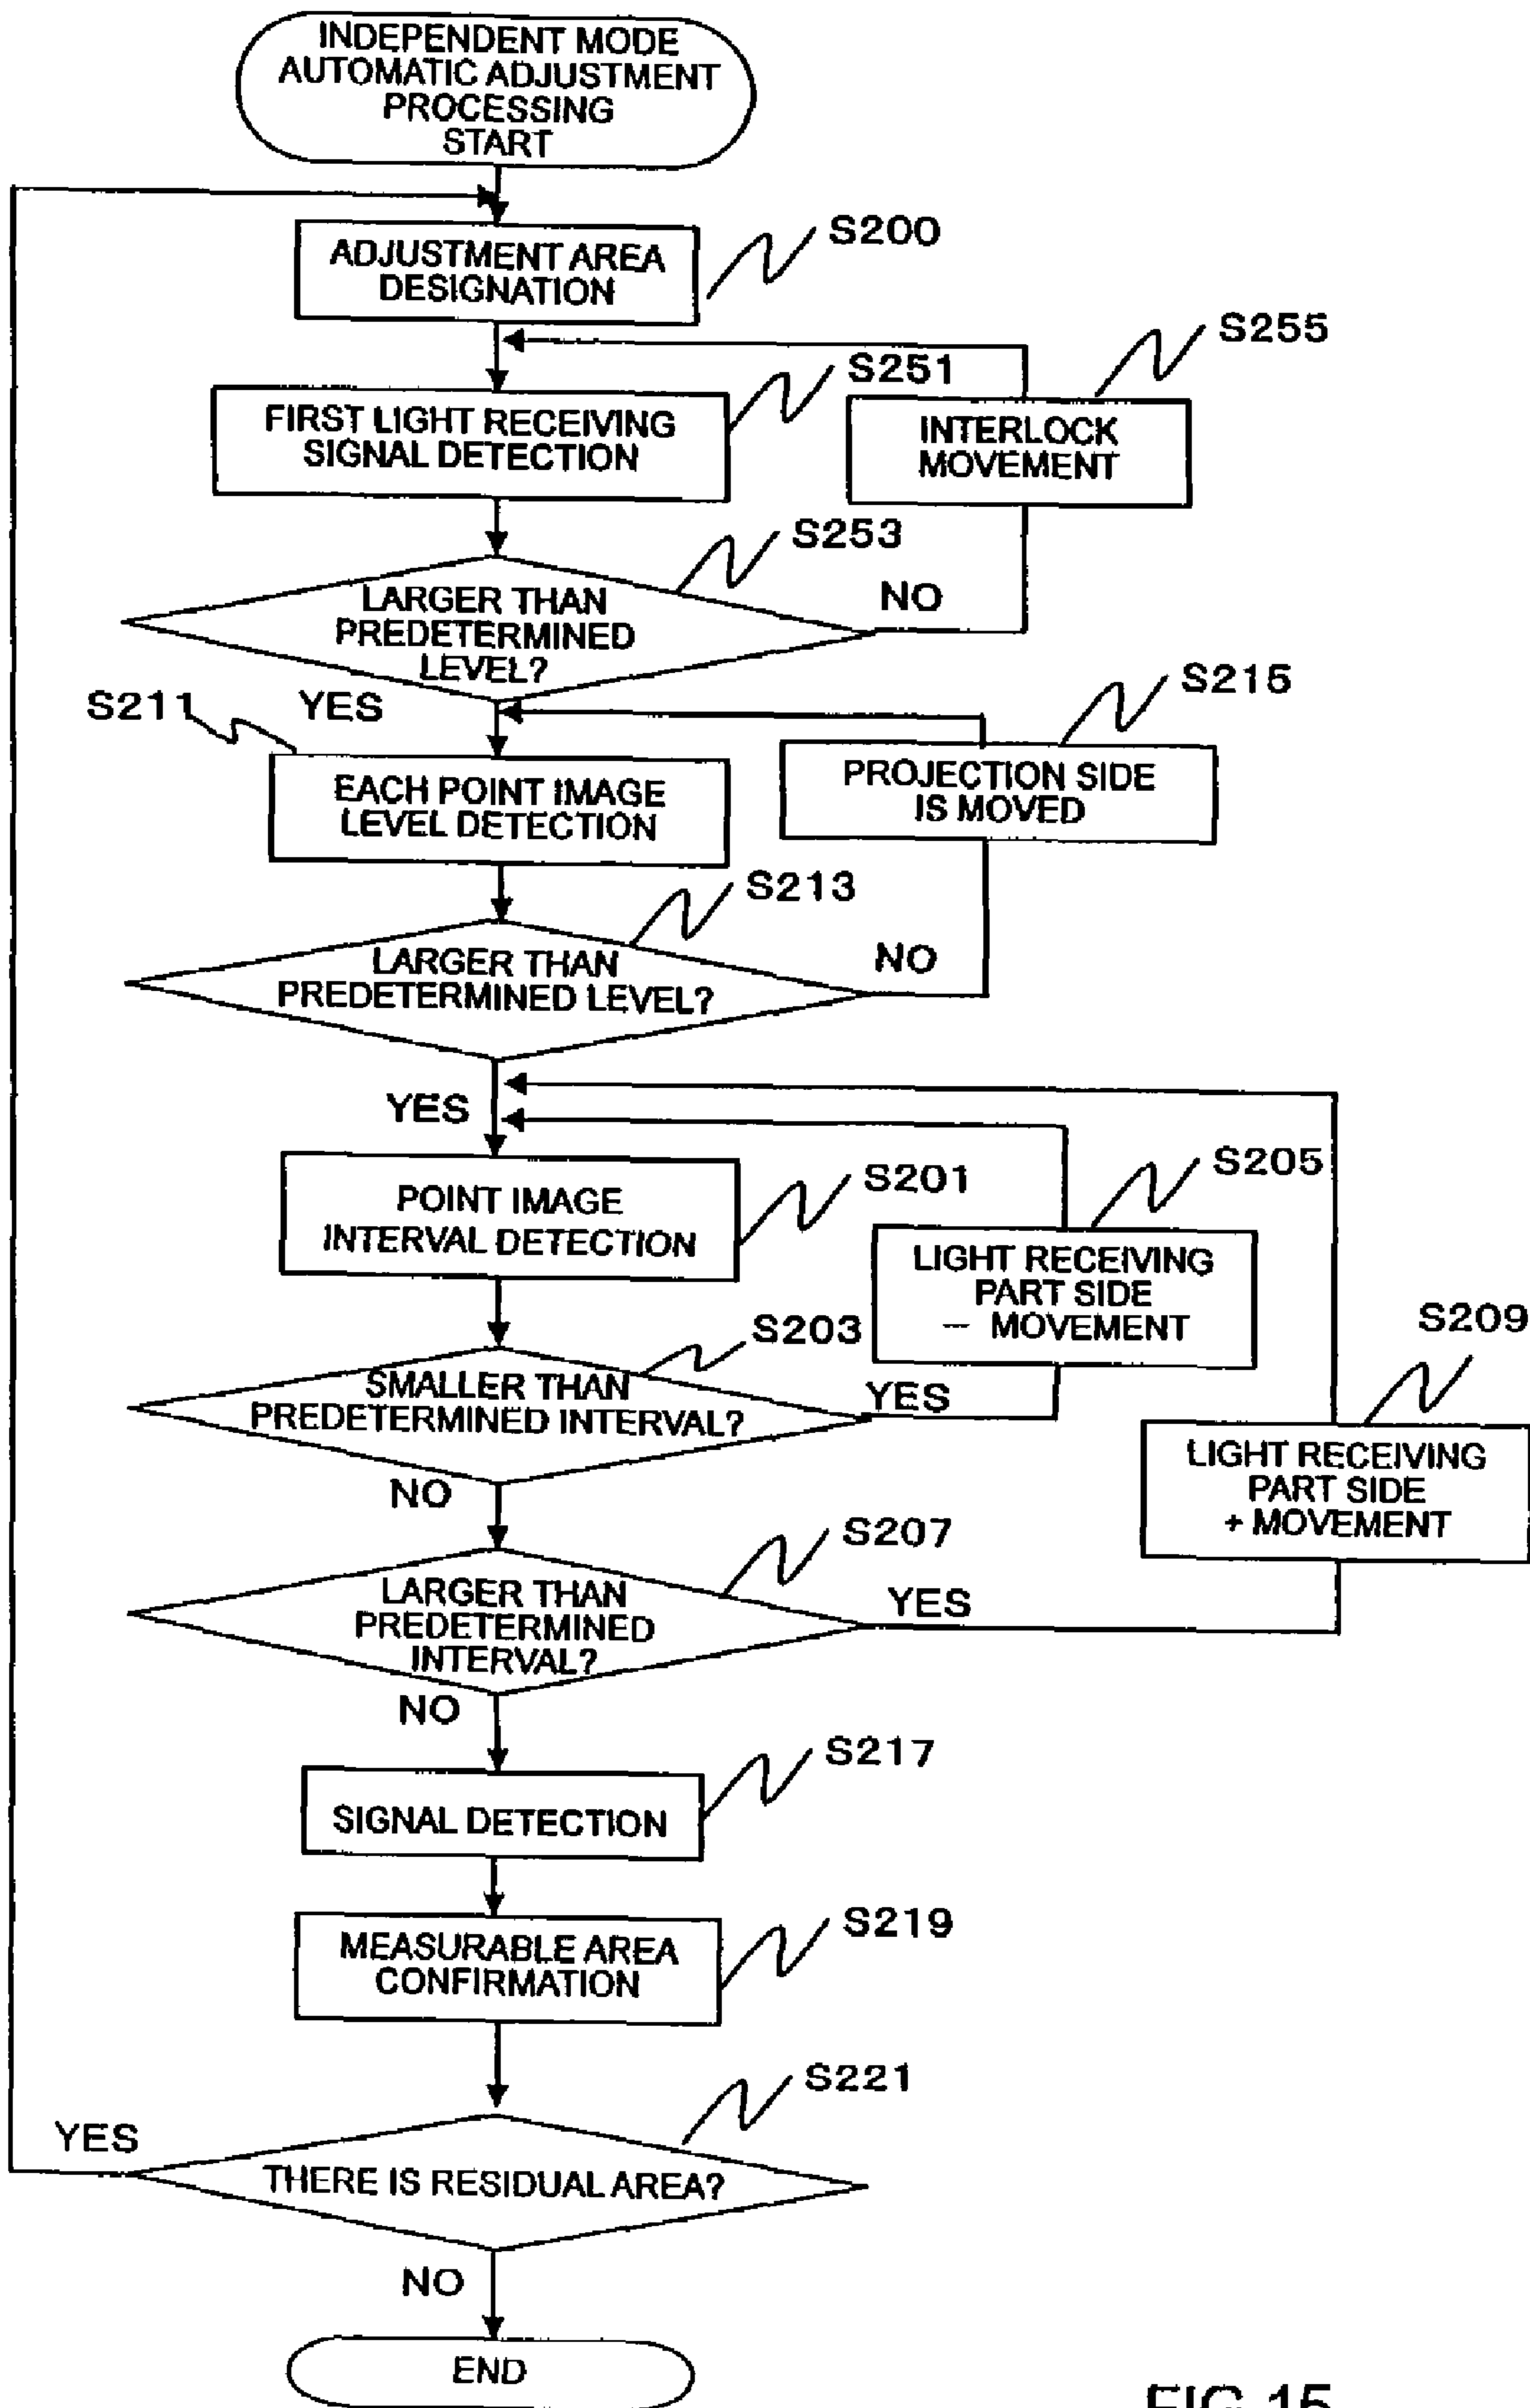 INDEPENDENT MODE
AUTOMATIC ADJUSTMENT
PROCESSING
START
ADJUSTMENT AREA
DESIGNATION
S200
FIRST LIGHT RECEIVING
SIGNAL DETECTION
S251
INTERLOCK
MOVEMENT
S255
LARGER THAN
PREDETERMINED
LEVEL?
S253
NO
YES
S211
EACH POINT IMAGE
LEVEL DETECTION
PROJECTION SIDE
IS MOVED
S215
LARGER THAN
PREDETERMINED LEVEL?
S213
NO
YES
POINT IMAGE
INTERVAL DETECTION
S201
LIGHT RECEIVING
PART SIDE
— MOVEMENT
S205
SMALLER THAN
PREDETERMINED INTERVAL?
S203
YES
NO
LIGHT RECEIVING
PART SIDE
+ MOVEMENT
S209
LARGER THAN
PREDETERMINED
INTERVAL?
S207
YES
NO
SIGNAL DETECTION
S217
MEASURABLE AREA
CONFIRMATION
S219
THERE IS RESIDUAL AREA?
S221
YES
NO
END
FIG.15